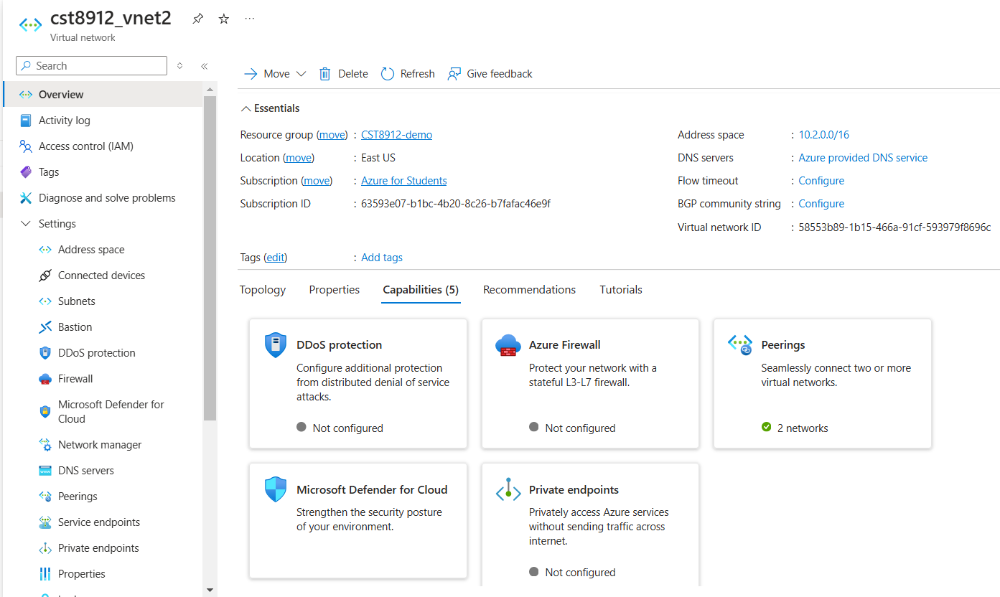 cst8912_vnet2
Virtual network
Search
Overview
Activity log
Access control (IAM)
Tags
Diagnose and solve problems
Settings
Address space
Connected devices
Subnets
Bastion
DDoS protection
Firewall
Microsoft Defender for
Cloud
Network manager
DNS servers
Peerings
Service endpoints
Private endpoints
Properties
Move
Delete
Refresh
Give feedback
Essentials
Resource group (move) : CST8912-demo
Location (move) : East US
Subscription (move) : Azure for Students
Subscription ID : 63593e07-b1bc-4b20-8c26-b7fafac46e9f
Address space : 10.2.0.0/16
DNS servers : Azure provided DNS service
Flow timeout : Configure
BGP community string : Configure
Virtual network ID : 58553b89-1b15-466a-91cf-593979f8696c
Tags (edit) : Add tags
Topology Properties Capabilities (5) Recommendations Tutorials
DDoS protection
Configure additional protection
from distributed denial of service
attacks.
Not configured
Azure Firewall
Protect your network with a
stateful L3-L7 firewall.
Not configured
Peerings
Seamlessly connect two or more
virtual networks.
2 networks
Microsoft Defender for Cloud
Strengthen the security posture
of your environment.
Private endpoints
Privately access Azure services
without sending traffic across
internet.
Not configured